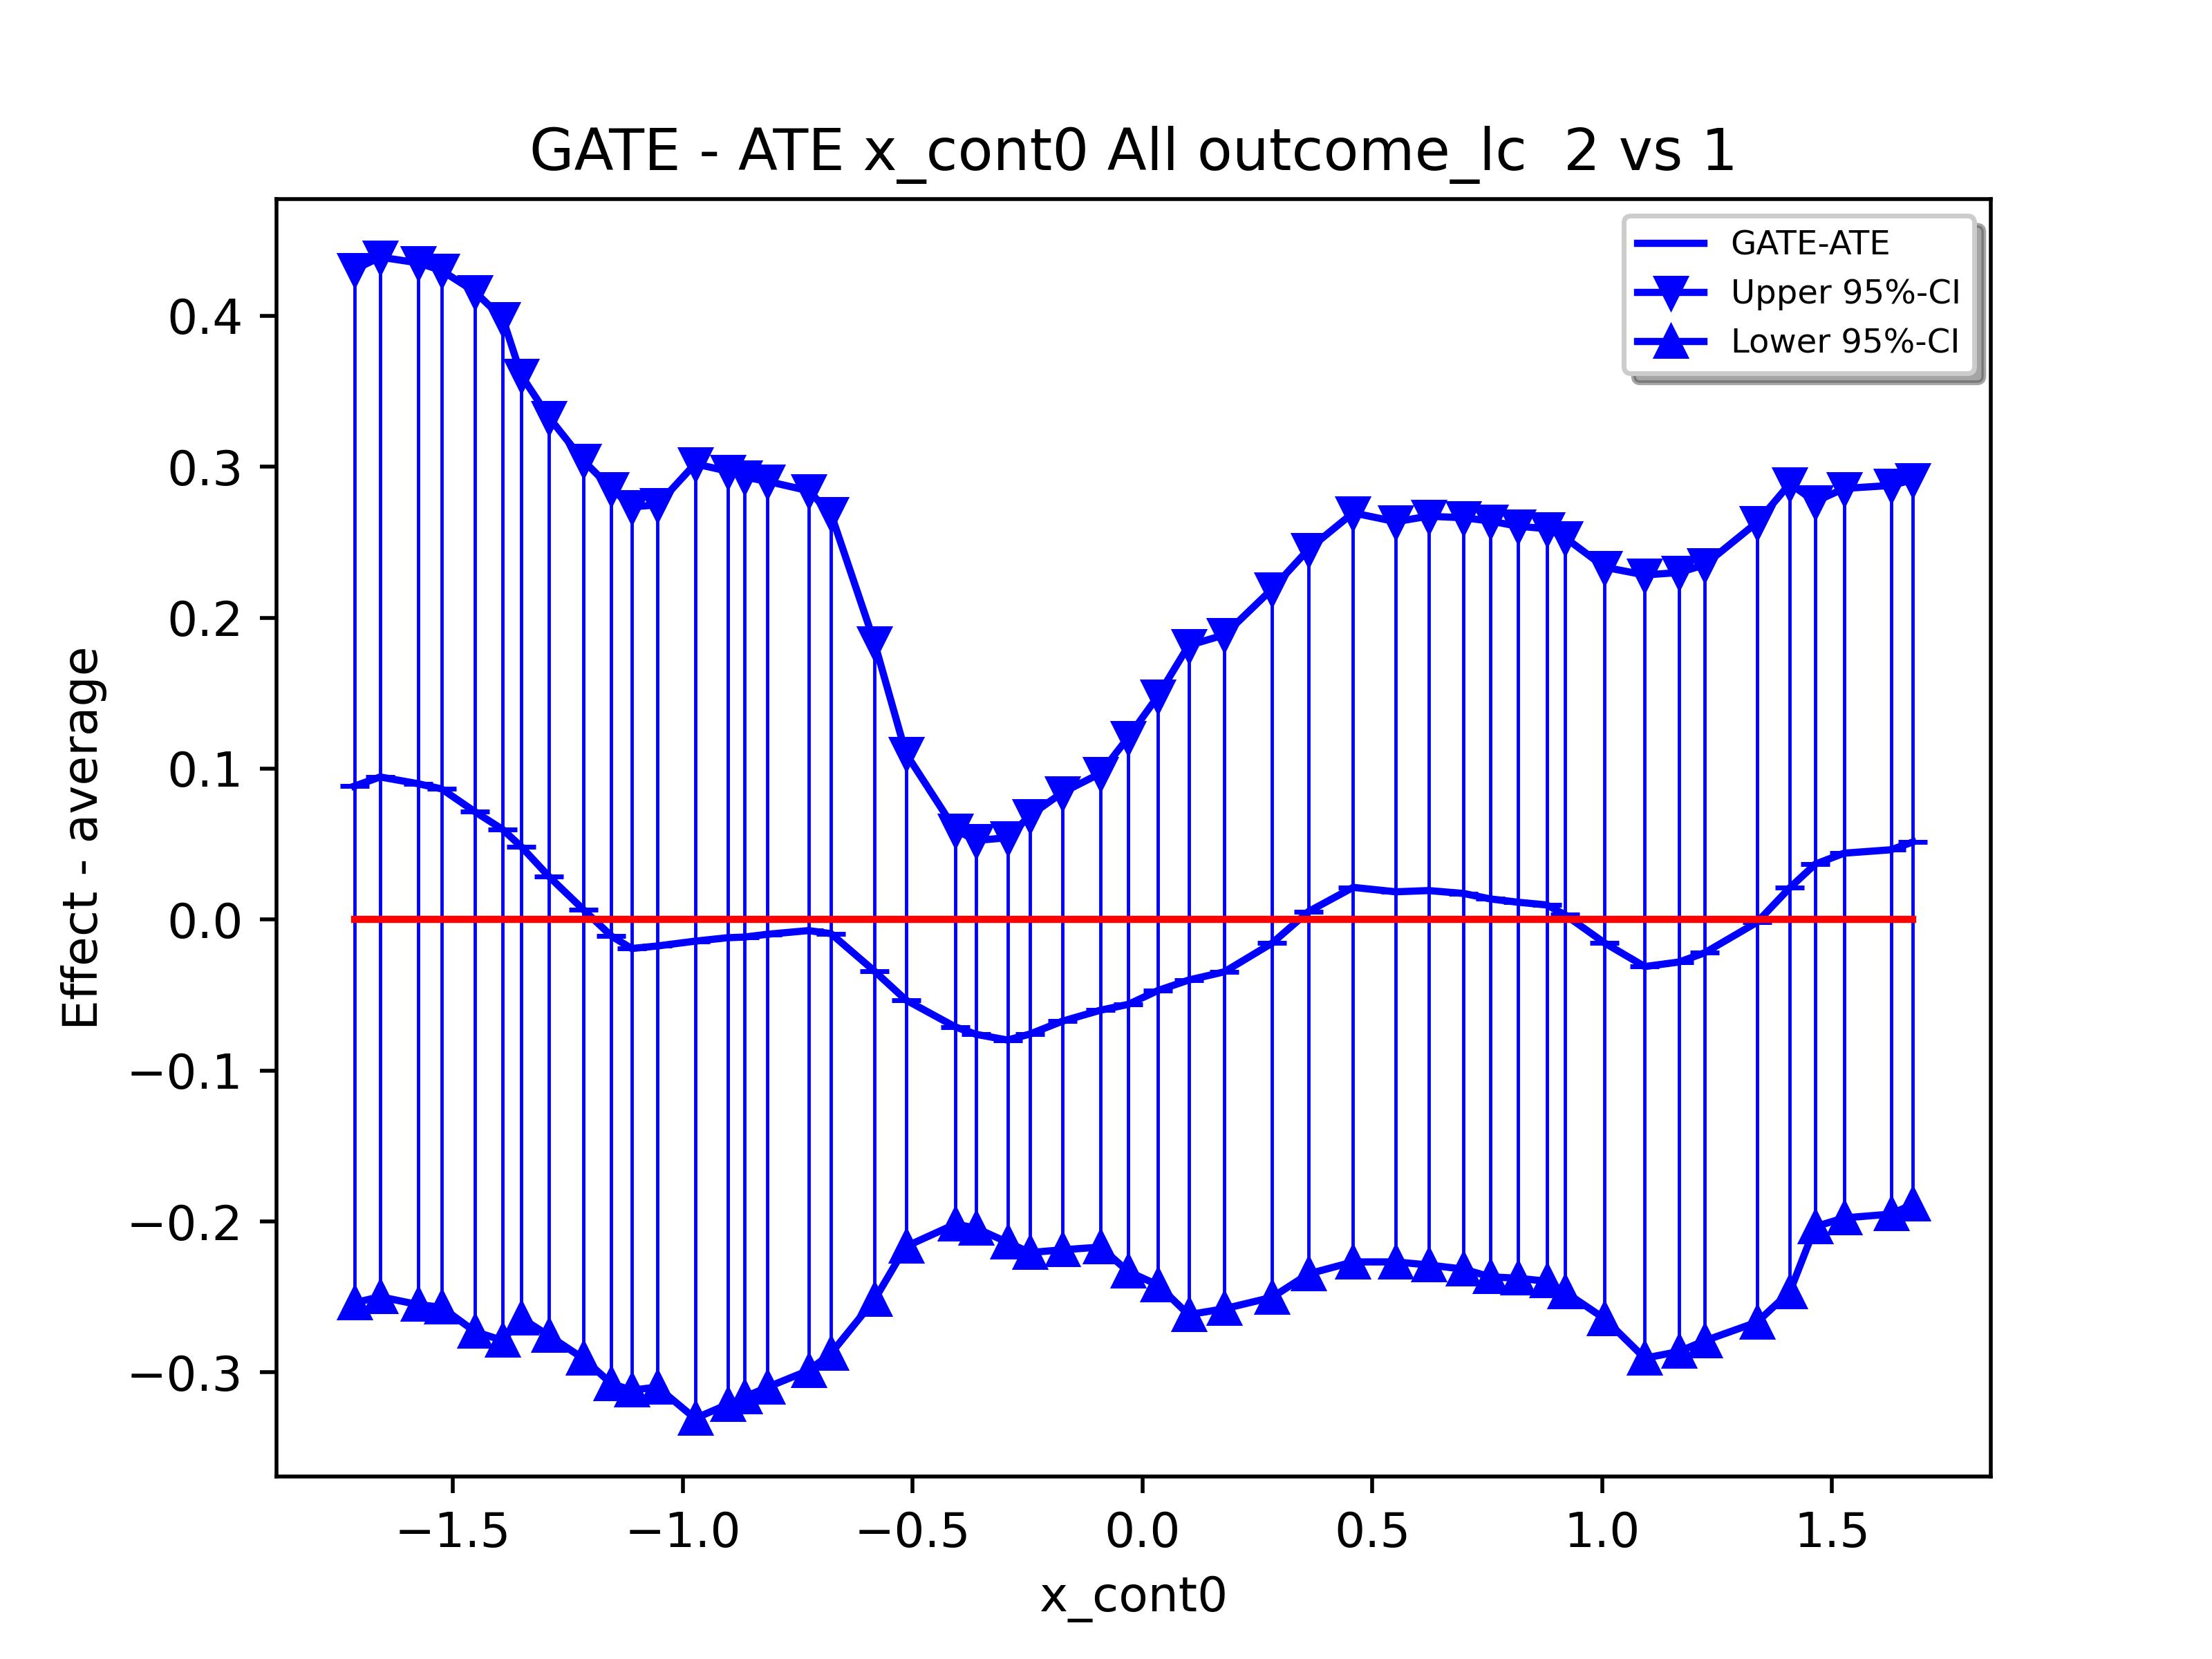 GATE - ATE x_cont0 All outcome_lc  2 vs 1
GATE-ATE
Upper 95%-CI
Lower 95%-CI
Effect - average
0.4
0.3
0.2
0.1
0.0
−0.1
−0.2
−0.3
−1.5 −1.0 −0.5 0.0 0.5 1.0 1.5
x_cont0